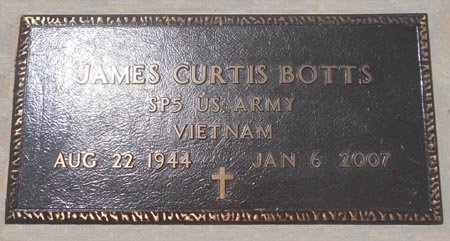 JAMES CURTIS BOTTS
SP5 US ARMY
VIETNAM
AUG 22 1944 JAN 6 2007